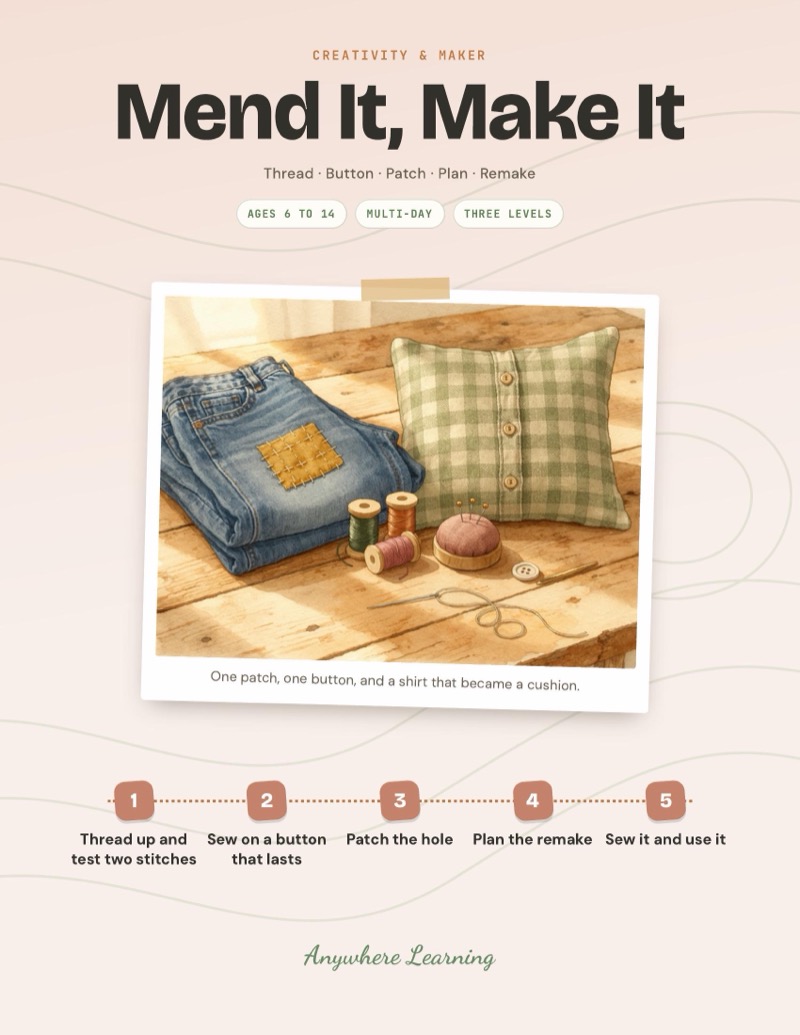 CREATIVITY & MAKER
Mend It, Make It
Thread · Button · Patch · Plan · Remake
AGES 6 TO 14
MULTI-DAY
THREE LEVELS
One patch, one button, and a shirt that became a cushion.
1
2
3
4
5
Thread up and
test two stitches
Sew on a button
that lasts
Patch the hole
Plan the remake
Sew it and use it
Anywhere Learning